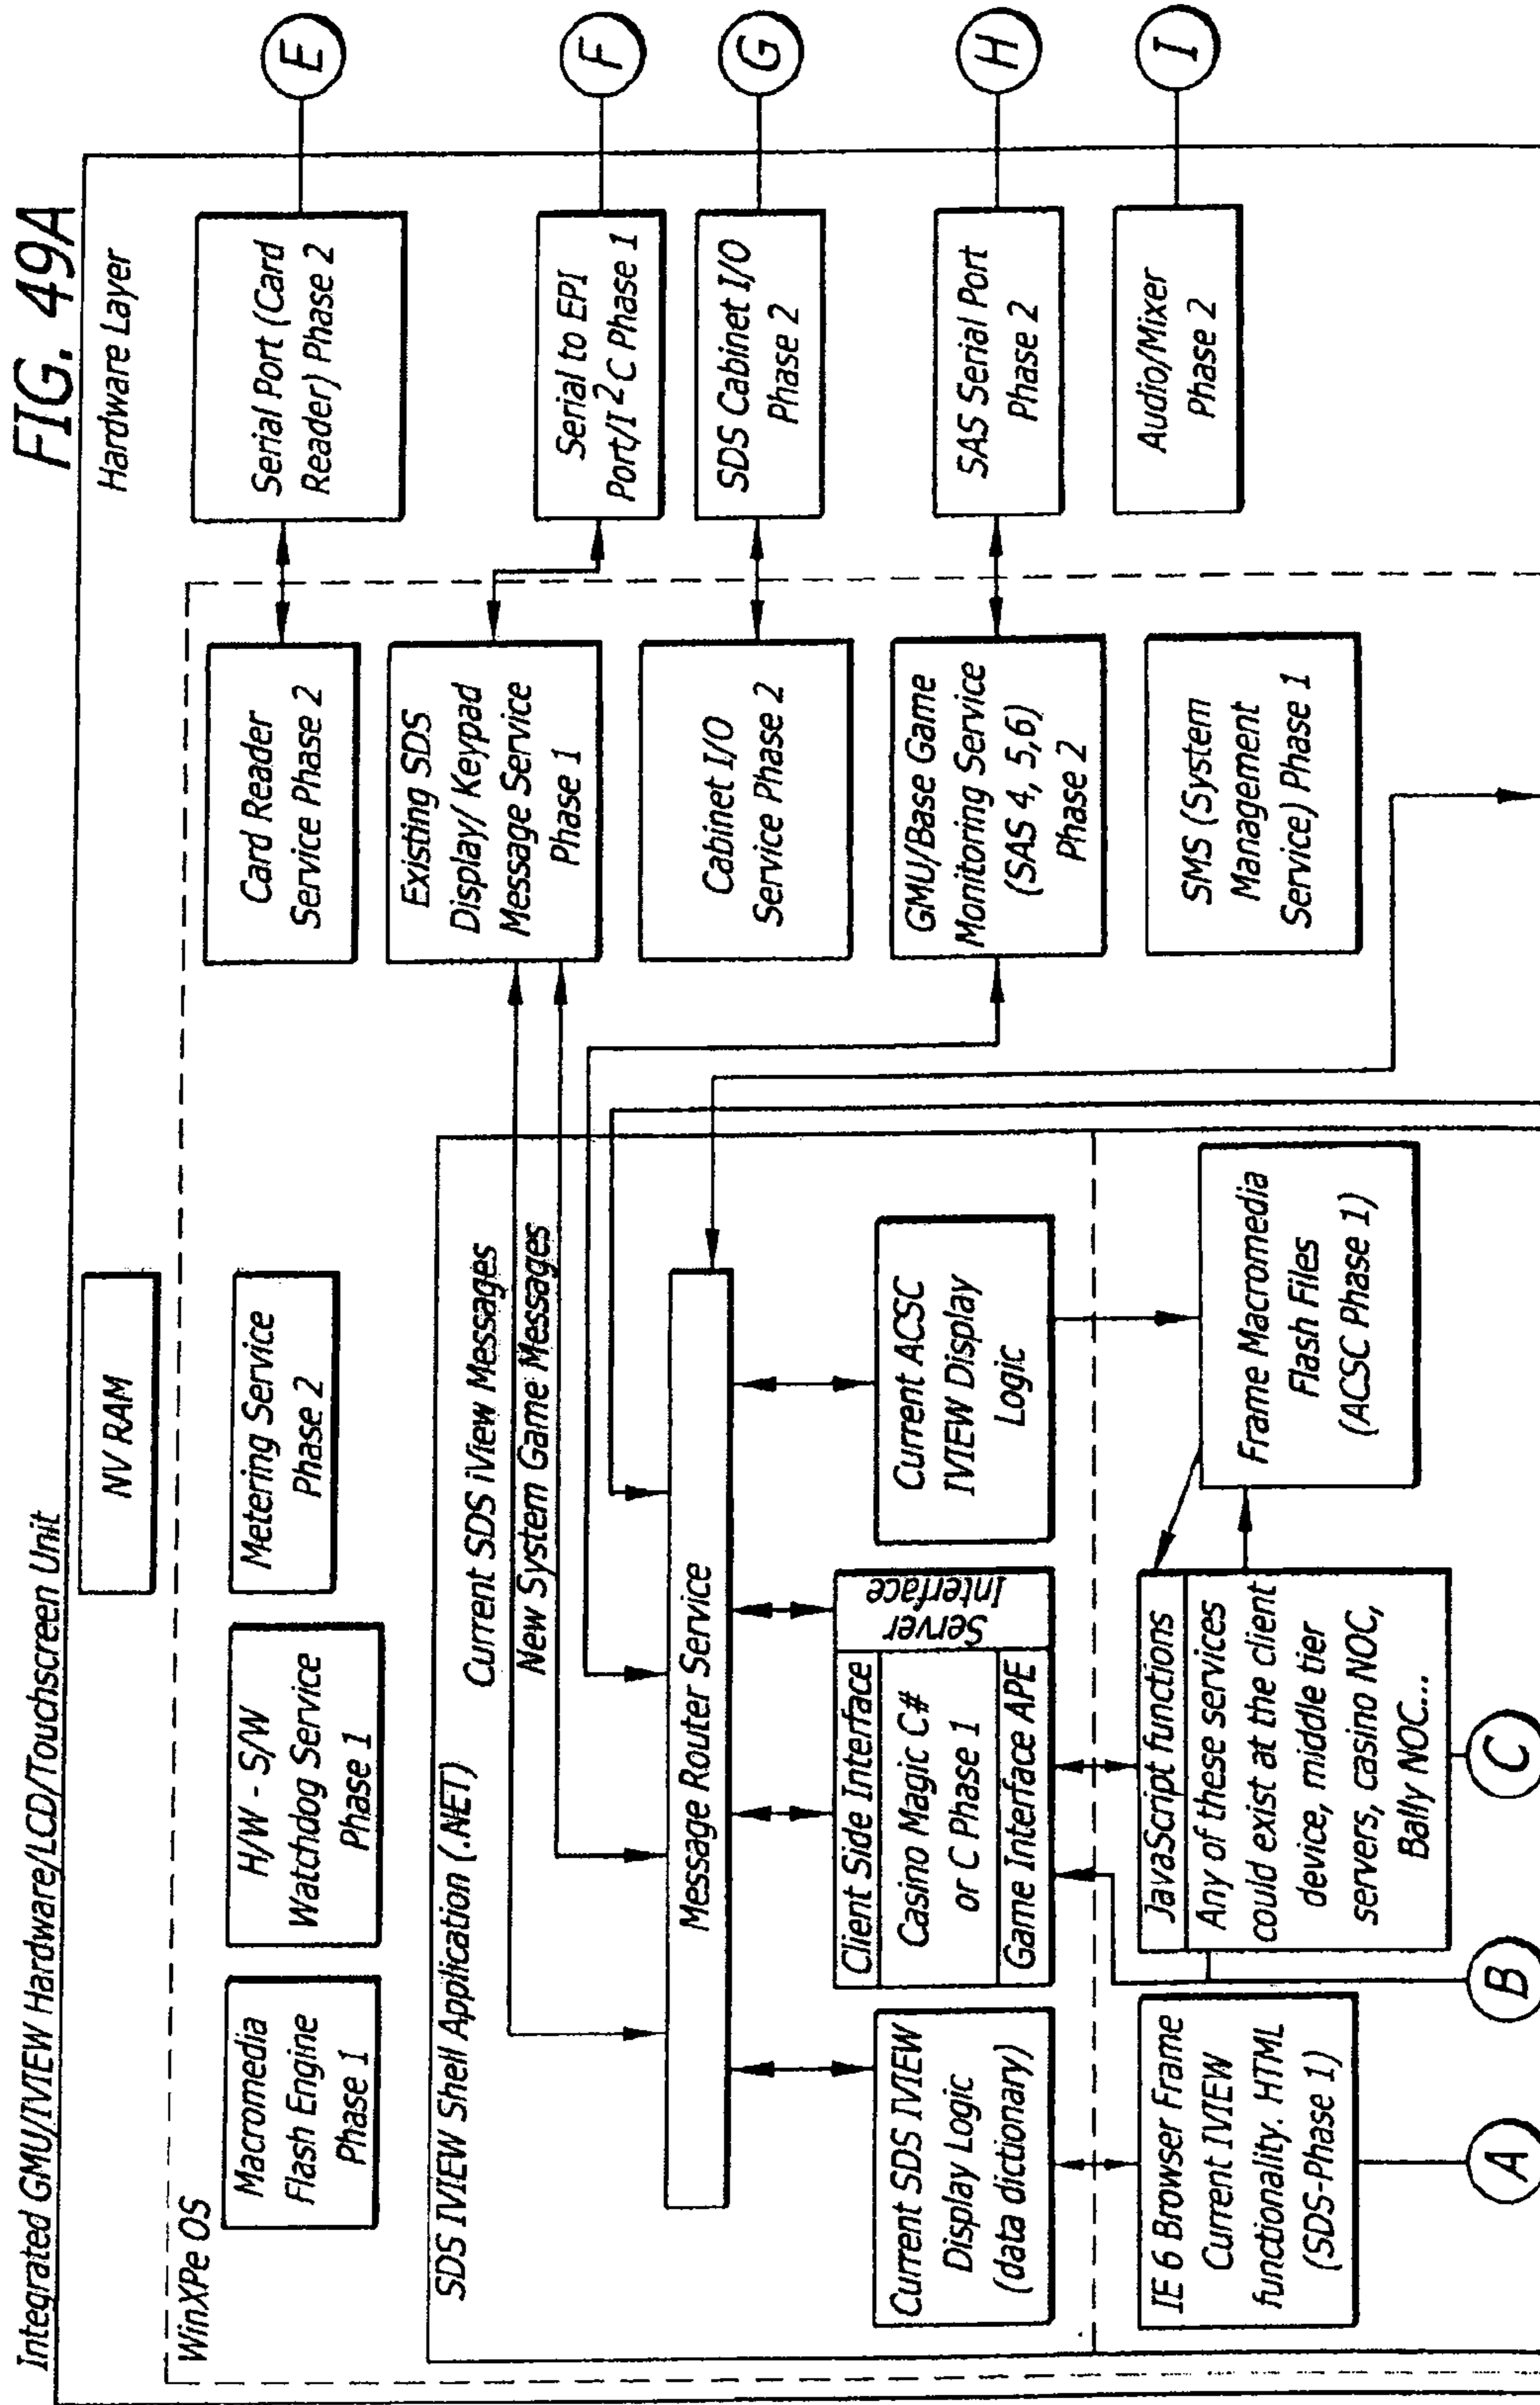 FIG. 49A
Integrated GMU/IVIEW Hardware/LCD/Touchscreen Unit
Hardware Layer
NV RAM
WinXPe OS
Macromedia
Flash Engine
Phase 1
H/W - S/W
Watchdog Service
Phase 1
Metering Service
Phase 2
Card Reader
Service Phase 2
Serial Port (Card
Reader) Phase 2
E
Existing SDS
Display/ Keypad
Message Service
Phase 1
Serial to EPI
Port/I²C Phase 1
F
Cabinet I/O
Service Phase 2
SDS Cabinet I/O
Phase 2
G
GMU/Base Game
Monitoring Service
(SAS 4, 5,6)
Phase 2
SAS Serial Port
Phase 2
H
SMS (System
Management
Service) Phase 1
Audio/Mixer
Phase 2
I
SDS IVIEW Shell Application (.NET)
Current SDS iView Messages
New System Game Messages
Message Router Service
Current SDS IVIEW
Display Logic
(data dictionary)
Client Side Interface
Casino Magic C#
or C Phase 1
Game Interface APE
Server
Interface
Current ACSC
IVIEW Display
Logic
IE 6 Browser Frame
Current IVIEW
functionality. HTML
(SDS-Phase 1)
JavaScript functions
Any of these services
could exist at the client
device, middle tier
servers, casino NOC,
Bally NOC...
Frame Macromedia
Flash Files
(ACSC Phase 1)
A
B
C